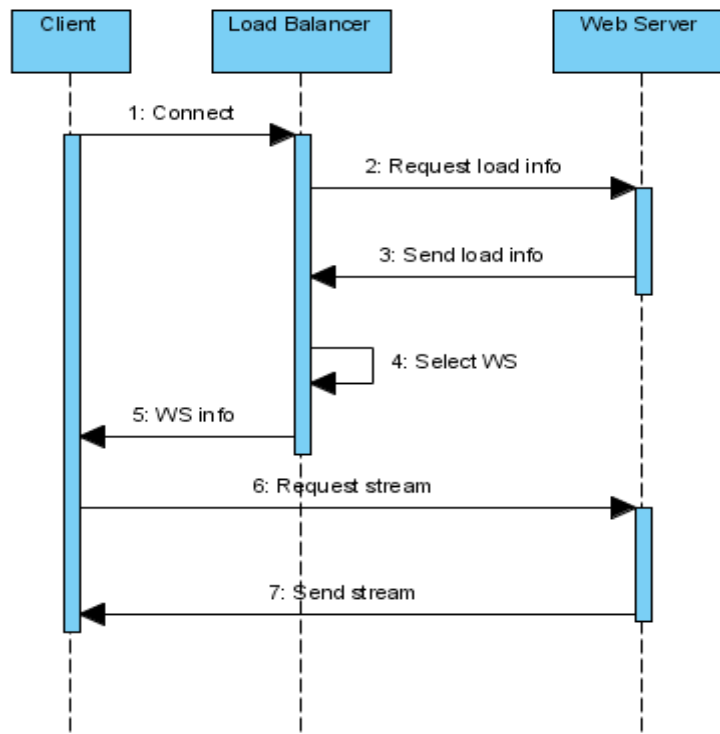 Client
Load Balancer
Web Server
1: Connect
2: Request load info
3: Send load info
4: Select WS
5: WS info
6: Request stream
7: Send stream